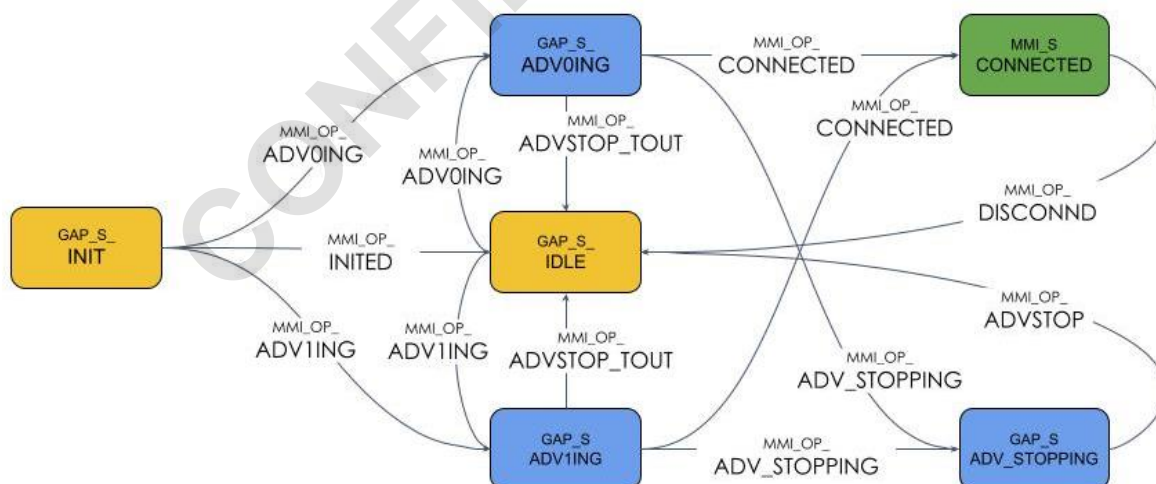 CONFI
GAP_S_
ADV0ING
MMI_OP_
CONNECTED
MMI_S
CONNECTED
MMI_OP_
CONNECTED
MMI_OP_
ADV0ING
MMI_OP_
ADVSTOP_TOUT
MMI_OP_
ADV0ING
MMI_OP_
DISCONND
GAP_S_
INIT
MMI_OP_
INITED
GAP_S_
IDLE
MMI_OP_
ADVSTOP
MMI_OP_
ADV1ING
MMI_OP_
ADV1ING
MMI_OP_
ADVSTOP_TOUT
MMI_OP_
ADV_STOPPING
GAP_S
ADV1ING
MMI_OP_
ADV_STOPPING
GAP_S
ADV_STOPPING